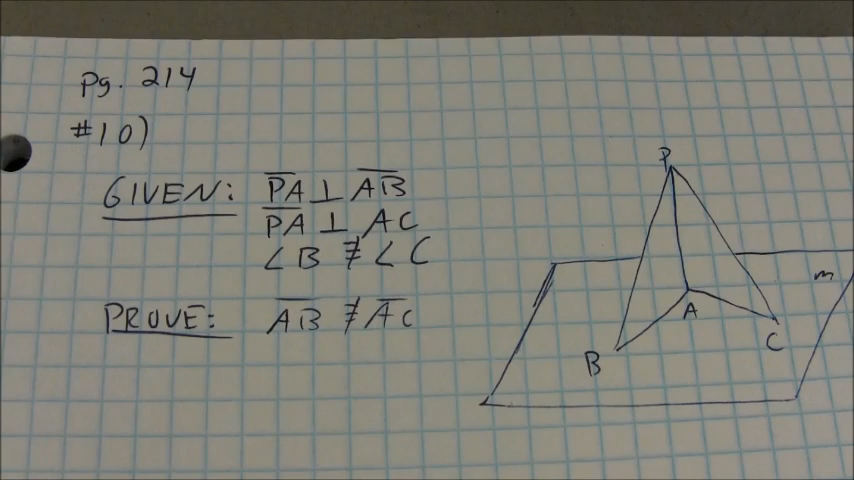 pg. 214
#10)
GIVEN: PA ⊥ AB
PA ⊥ AC
∠B ≇ ∠C
PROVE: AB ≇ AC
P
m
A
C
B